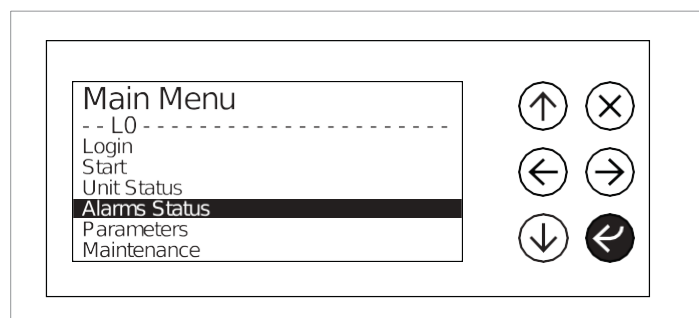 Main Menu
- - L0 - - - - - - - - - - - - - - - - - - - - - -
Login
Start
Unit Status
Alarms Status
Parameters
Maintenance